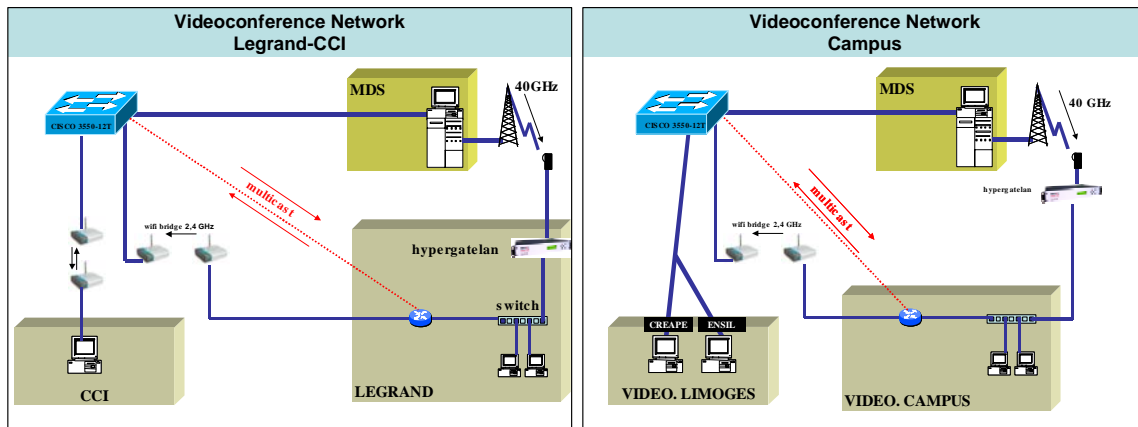 Videoconference Network
Legrand-CCI
MDS
40GHz
CISCO 3550-12T
multicast
wifi bridge 2,4 GHz
hypergatelan
switch
CCI
LEGRAND
Videoconference Network
Campus
MDS
40 GHz
CISCO 3550-12T
hypergatelan
multicast
wifi bridge 2,4 GHz
CREAPE
ENSIL
VIDEO. LIMOGES
VIDEO. CAMPUS